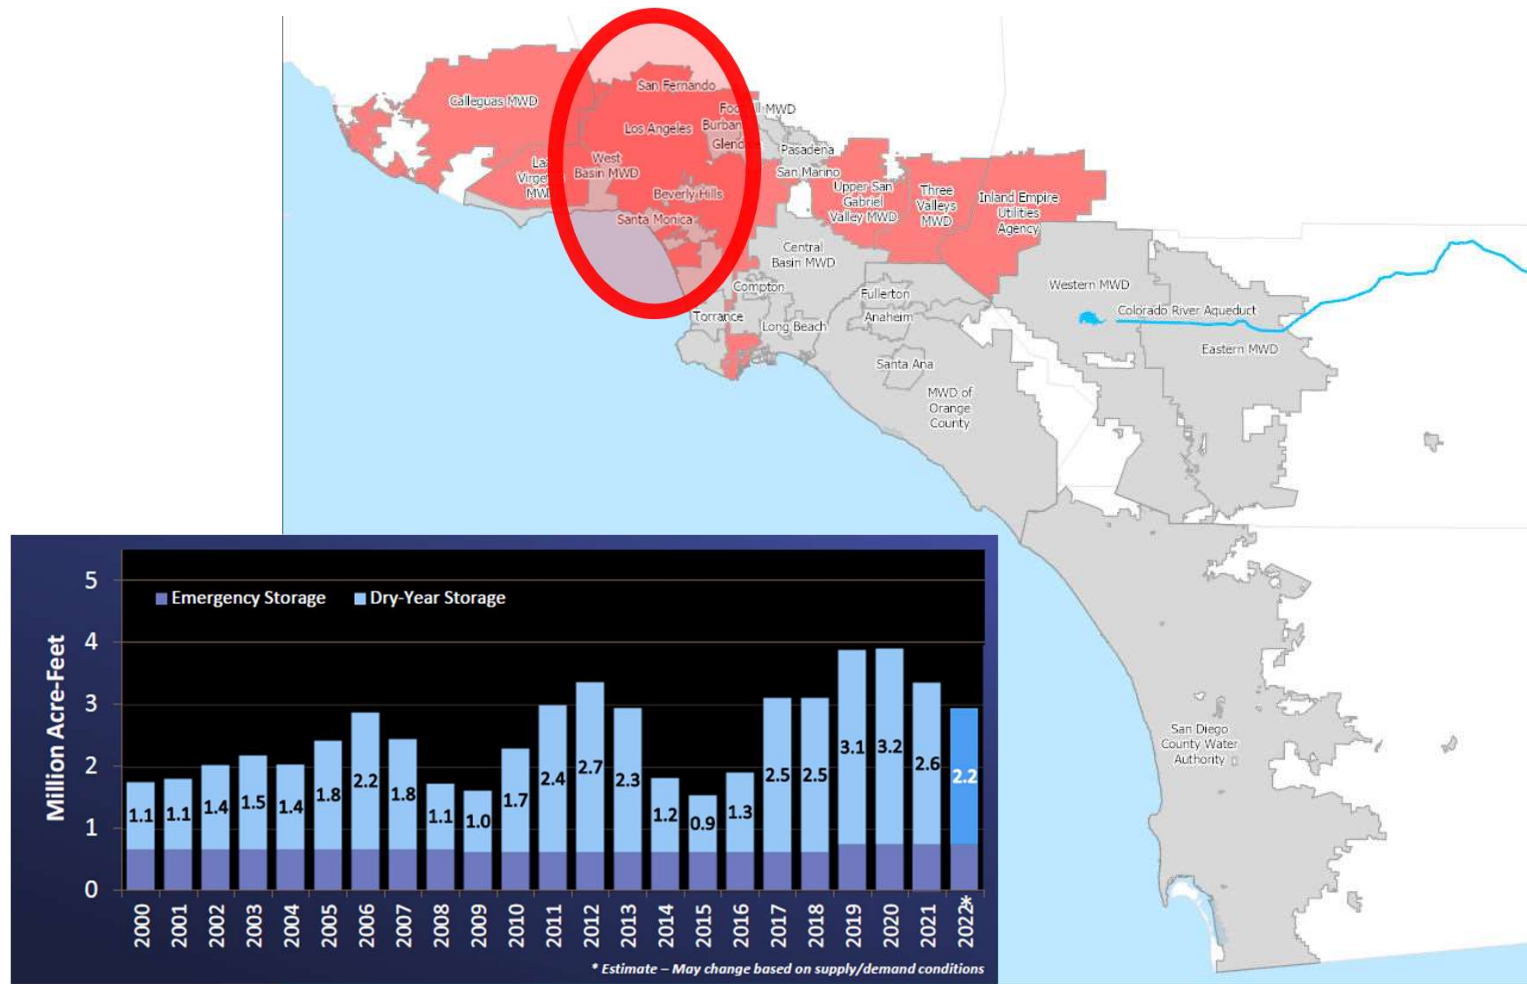 San Fernando
Calleguas MWD
Foothill MWD
Los Angeles
Burbank
Glendale
Pasadena
West
Basin MWD
Las
Virgenes
MWD
San Marino
Beverly Hills
Upper San
Gabriel
Valley MWD
Three
Valleys
MWD
Inland Empire
Utilities
Agency
Santa Monica
Central
Basin MWD
Compton
Fullerton
Western MWD
Torrance
Long Beach
Anaheim
Colorado River Aqueduct
Eastern MWD
Santa Ana
MWD of
Orange
County
San Diego
County Water
Authority
Million Acre-Feet
5
4
3
2
1
0
Emergency Storage
Dry-Year Storage
1.1
1.1
1.4
1.5
1.4
1.8
2.2
1.8
1.1
1.0
1.7
2.4
2.7
2.3
1.2
0.9
1.3
2.5
2.5
3.1
3.2
2.6
2.2
2000
2001
2002
2003
2004
2005
2006
2007
2008
2009
2010
2011
2012
2013
2014
2015
2016
2017
2018
2019
2020
2021
2022*
* Estimate – May change based on supply/demand conditions